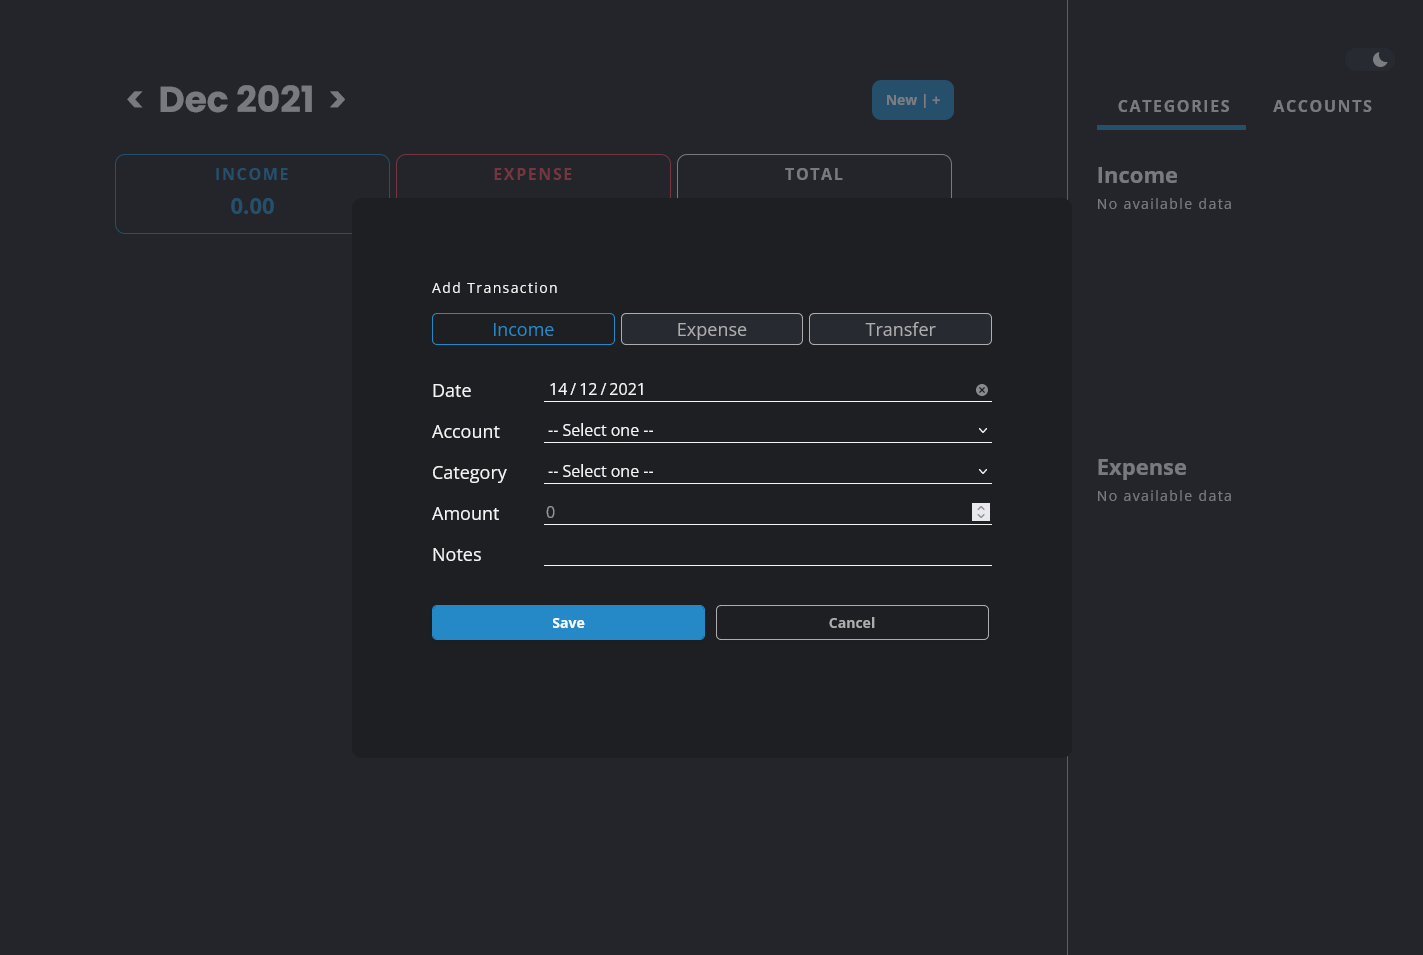 < Dec 2021 >
New | +
INCOME
0.00
EXPENSE
TOTAL
CATEGORIES
ACCOUNTS
Income
No available data
Expense
No available data
Add Transaction
Income
Expense
Transfer
Date
14 / 12 / 2021
Account
-- Select one --
Category
-- Select one --
Amount
0
Notes
Save
Cancel